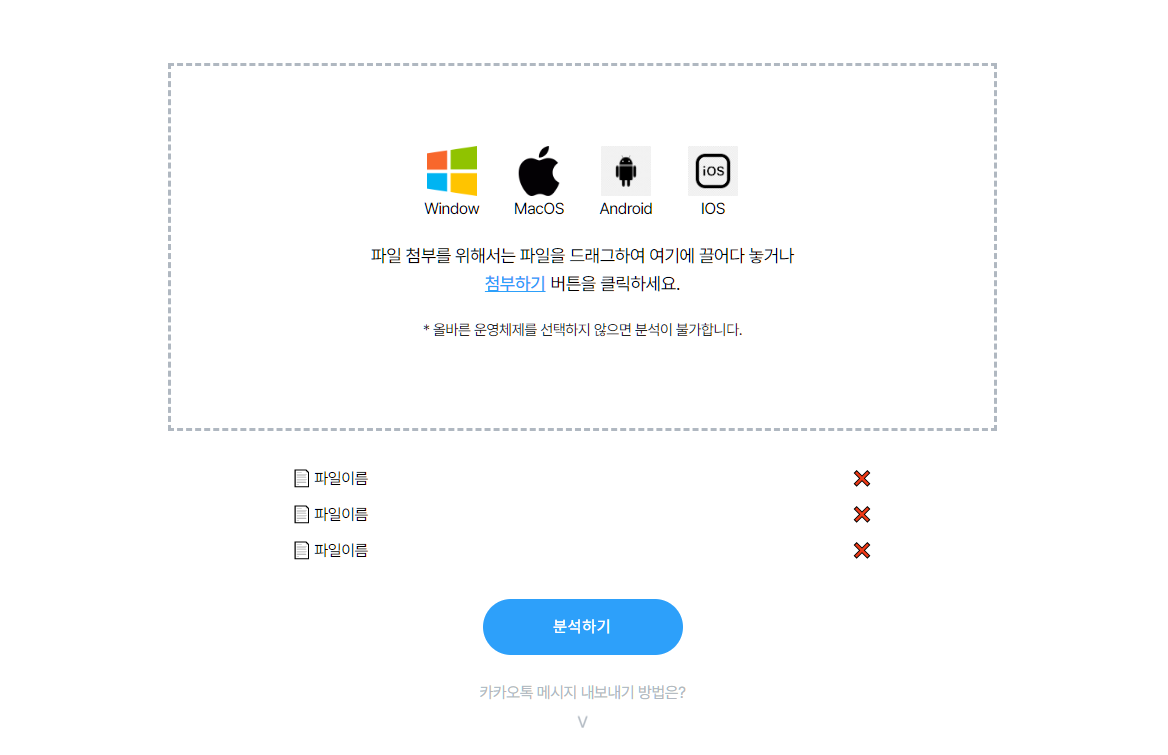 iOS
Window MacOS Android IOS
파일 첨부를 위해서는 파일을 드래그하여 여기에 끌어다 놓거나
첨부하기 버튼을 클릭하세요.
* 올바른 운영체제를 선택하지 않으면 분석이 불가합니다.
파일이름
파일이름
파일이름
분석하기
카카오톡 메시지 내보내기 방법은?
V